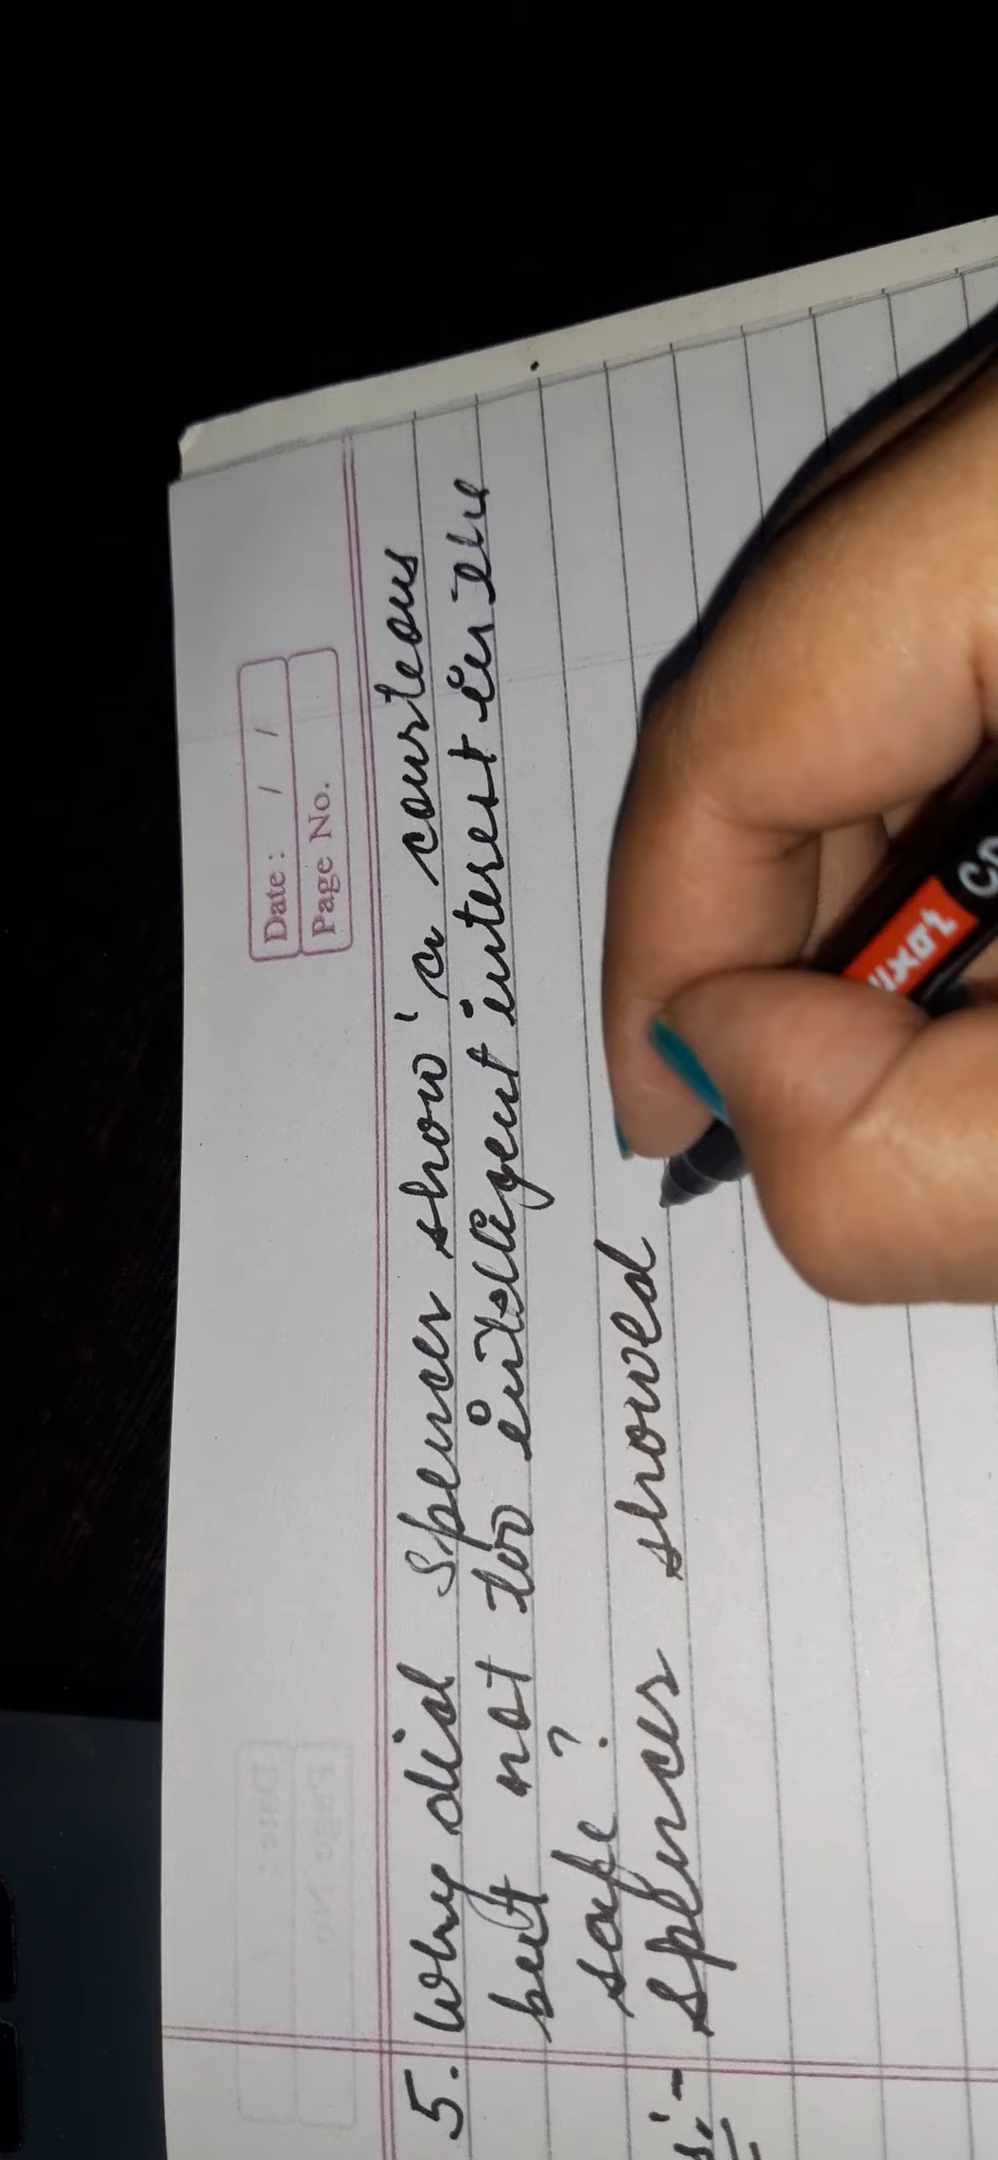 Date: / /
Page No.
5. Why did Spencer show 'a courteous
but not too intelligent interest in the
safe?
s:- Spencer showed